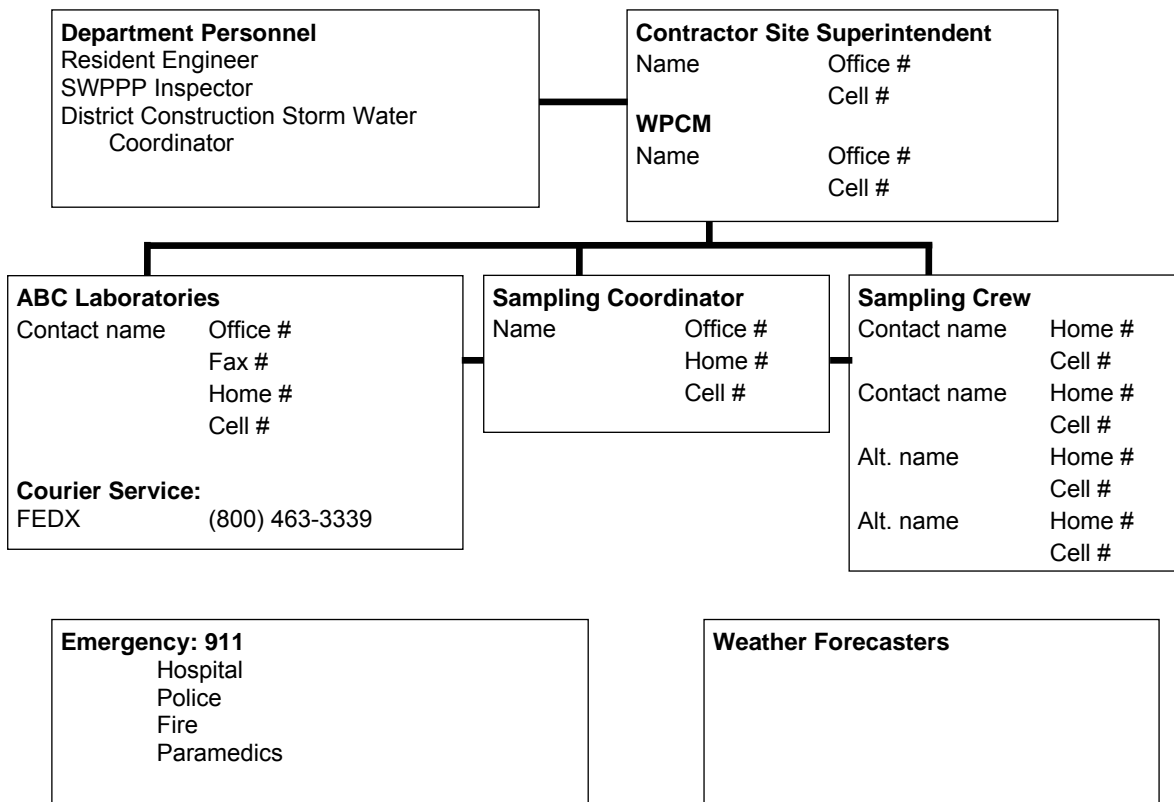 Department Personnel
Resident Engineer
SWPPP Inspector
District Construction Storm Water
Coordinator
Contractor Site Superintendent
Name Office #
Cell #
WPCM
Name Office #
Cell #
ABC Laboratories
Contact name Office #
Fax #
Home #
Cell #
Courier Service:
FEDX (800) 463-3339
Sampling Coordinator
Name Office #
Home #
Cell #
Sampling Crew
Contact name Home #
Cell #
Contact name Home #
Cell #
Alt. name Home #
Cell #
Alt. name Home #
Cell #
Emergency: 911
Hospital
Police
Fire
Paramedics
Weather Forecasters